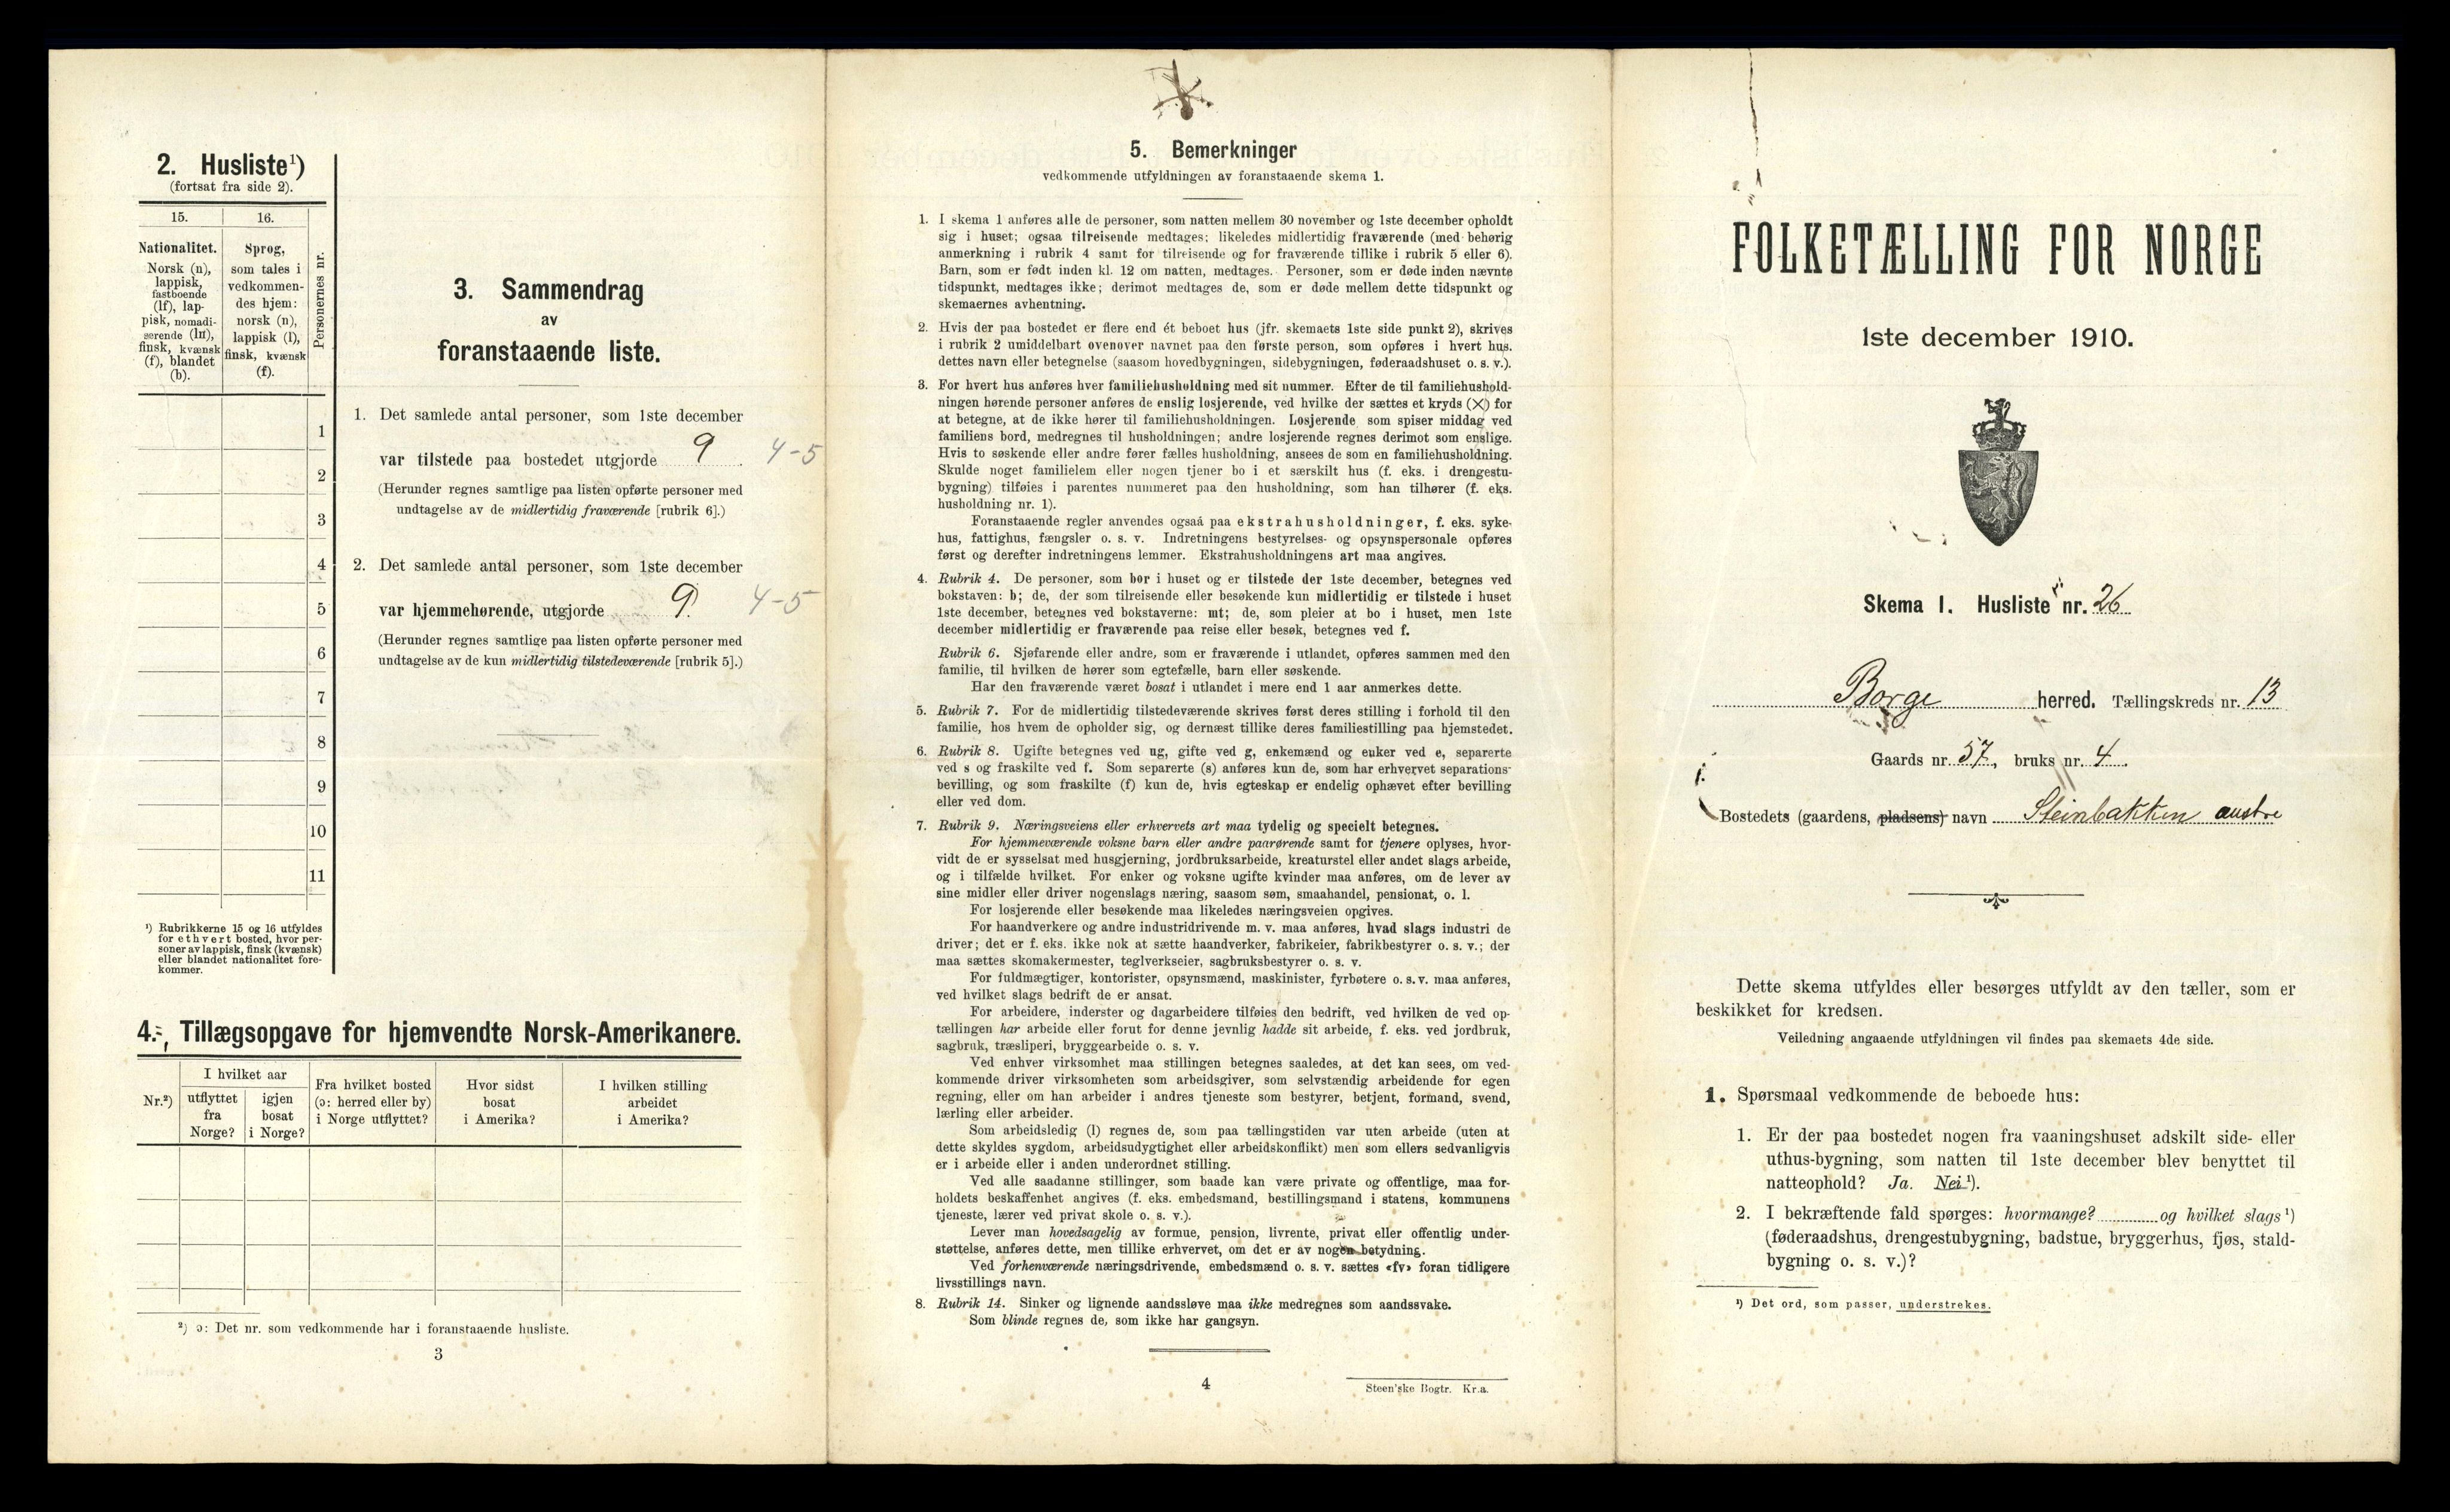 2. Husliste¹)
(fortsat fra side 2).
15.
16.
Personernes nr.
Nationalitet.
Norsk (n),
lappisk,
fastboende
(lf), lap-
pisk, nomadi-
serende (ln),
finsk, kvænsk
(f), blandet
(b).
Sprog,
som tales i
vedkommen-
des hjem:
norsk (n),
lappisk (l),
finsk, kvænsk
(f).
1
2
3
4
5
6
7
8
9
10
11
¹) Rubrikkerne 15 og 16 utfyldes
for ethvert bosted, hvor per-
soner av lappisk, finsk (kvænsk)
eller blandet nationalitet fore-
kommer.
3. Sammendrag
av
foranstaaende liste.
1. Det samlede antal personer, som 1ste december
var tilstede paa bostedet utgjorde 9. 4-5
(Herunder regnes samtlige paa listen opførte personer med
undtagelse av de midlertidig fraværende [rubrik 6].)
2. Det samlede antal personer, som 1ste december
var hjemmehørende, utgjorde 9. 4-5
(Herunder regnes samtlige paa listen opførte personer med
undtagelse av de kun midlertidig tilstedeværende [rubrik 5].)
4. Tillægsopgave for hjemvendte Norsk-Amerikanere.
Nr.²)
I hvilket aar
utflyttet
fra
Norge?
igjen
bosat
i Norge?
Fra hvilket bosted
(ɔ: herred eller by)
i Norge utflyttet?
Hvor sidst
bosat
i Amerika?
I hvilken stilling
arbeidet
i Amerika?
²) ɔ: Det nr. som vedkommende har i foranstaaende husliste.
3
5. Bemerkninger
vedkommende utfyldningen av foranstaaende skema 1.
1. I skema 1 anføres alle de personer, som natten mellem 30 november og 1ste december opholdt
sig i huset; ogsaa tilreisende medtages; likeledes midlertidig fraværende (med behørig
anmerkning i rubrik 4 samt for tilreisende og for fraværende tillike i rubrik 5 eller 6).
Barn, som er født inden kl. 12 om natten, medtages. Personer, som er døde inden nævnte
tidspunkt, medtages ikke; derimot medtages de, som er døde mellem dette tidspunkt og
skemaernes avhentning.
2. Hvis der paa bostedet er flere end ét beboet hus (jfr. skemaets 1ste side punkt 2), skrives
i rubrik 2 umiddelbart ovenover navnet paa den første person, som opføres i hvert hus.
dettes navn eller betegnelse (saasom hovedbygningen, sidebygningen, føderaadshuset o. s. v.).
3. For hvert hus anføres hver familiehusholdning med sit nummer. Efter de til familiehushold-
ningen hørende personer anføres de enslig losjerende, ved hvilke der sættes et kryds (×) for
at betegne, at de ikke hører til familiehusholdningen. Losjerende som spiser middag ved
familiens bord, medregnes til husholdningen; andre losjerende regnes derimot som enslige.
Hvis to søskende eller andre fører fælles husholdning, ansees de som en familiehusholdning.
Skulde noget familielem eller nogen tjener bo i et særskilt hus (f. eks. i drengestu-
bygning) tilføies i parentes nummeret paa den husholdning, som han tilhører (f. eks.
husholdning nr. 1).
Foranstaaende regler anvendes ogsaa paa ekstrahusholdninger, f. eks. syke-
hus, fattighus, fængsler o. s. v. Indretningens bestyrelses- og opsynspersonale opføres
først og derefter indretningens lemmer. Ekstrahusholdningens art maa angives.
4. Rubrik 4. De personer, som bor i huset og er tilstede der 1ste december, betegnes ved
bokstaven: b; de, der som tilreisende eller besøkende kun midlertidig er tilstede i huset
1ste december, betegnes ved bokstaverne: mt; de, som pleier at bo i huset, men 1ste
december midlertidig er fraværende paa reise eller besøk, betegnes ved f.
Rubrik 6. Sjøfarende eller andre, som er fraværende i utlandet, opføres sammen med den
familie, til hvilken de hører som egtefælle, barn eller søskende.
Har den fraværende været bosat i utlandet i mere end 1 aar anmerkes dette.
5. Rubrik 7. For de midlertidig tilstedeværende skrives først deres stilling i forhold til den
familie, hos hvem de opholder sig, og dernæst tillike deres familiestilling paa hjemstedet.
6. Rubrik 8. Ugifte betegnes ved ug, gifte ved g, enkemænd og enker ved e, separerte
ved s og fraskilte ved f. Som separerte (s) anføres kun de, som har erhvervet separations-
bevilling, og som fraskilte (f) kun de, hvis egteskap er endelig ophævet efter bevilling
eller ved dom.
7. Rubrik 9. Næringsveiens eller erhvervets art maa tydelig og specielt betegnes.
For hjemmeværende voksne barn eller andre paarørende samt for tjenere oplyses, hvor-
vidt de er sysselsat med husgjerning, jordbruksarbeide, kreaturstel eller andet slags arbeide,
og i tilfælde hvilket. For enker og voksne ugifte kvinder maa anføres, om de lever av
sine midler eller driver nogenslags næring, saasom søm, smaahandel, pensionat, o. l.
For losjerende eller besøkende maa likeledes næringsveien opgives.
For haandverkere og andre industridrivende m. v. maa anføres, hvad slags industri de
driver; det er f. eks. ikke nok at sætte haandverker, fabrikeier, fabrikbestyrer o. s. v.; der
maa sættes skomakermester, teglverkseier, sagbruksbestyrer o. s. v.
For fuldmægtiger, kontorister, opsynsmænd, maskinister, fyrbøtere o. s. v. maa anføres,
ved hvilket slags bedrift de er ansat.
For arbeidere, inderster og dagarbeidere tilføies den bedrift, ved hvilken de ved op-
tællingen har arbeide eller forut for denne jevnlig hadde sit arbeide, f. eks. ved jordbruk,
sagbruk, træsliperi, bryggearbeide o. s. v.
Ved enhver virksomhet maa stillingen betegnes saaledes, at det kan sees, om ved-
kommende driver virksomheten som arbeidsgiver, som selvstændig arbeidende for egen
regning, eller om han arbeider i andres tjeneste som bestyrer, betjent, formand, svend,
lærling eller arbeider.
Som arbeidsledig (l) regnes de, som paa tællingstiden var uten arbeide (uten at
dette skyldes sygdom, arbeidsudygtighet eller arbeidskonflikt) men som ellers sedvanligvis
er i arbeide eller i anden underordnet stilling.
Ved alle saadanne stillinger, som baade kan være private og offentlige, maa for-
holdets beskaffenhet angives (f. eks. embedsmand, bestillingsmand i statens, kommunens
tjeneste, lærer ved privat skole o. s. v.).
Lever man hovedsagelig av formue, pension, livrente, privat eller offentlig under-
støttelse, anføres dette, men tillike erhvervet, om det er av nogen betydning.
Ved forhenværende næringsdrivende, embedsmænd o. s. v. sættes «fv» foran tidligere
livsstillings navn.
8. Rubrik 14. Sinker og lignende aandssløve maa ikke medregnes som aandssvake.
Som blinde regnes de, som ikke har gangsyn.
4
Steen'ske Bogtr. Kr.a.
FOLKETÆLLING FOR NORGE
1ste december 1910.
Skema 1. Husliste nr. 26
Borge herred. Tællingskreds nr. 13
Gaards nr. 57, bruks nr. 4.
Bostedets (gaardens, pladsens) navn Steinbakken austre
Dette skema utfyldes eller besørges utfyldt av den tæller, som er
beskikket for kredsen.
Veiledning angaaende utfyldningen vil findes paa skemaets 4de side.
1. Spørsmaal vedkommende de beboede hus:
1. Er der paa bostedet nogen fra vaaningshuset adskilt side- eller
uthus-bygning, som natten til 1ste december blev benyttet til
natteophold? Ja. Nei¹).
2. I bekræftende fald spørges: hvormange? og hvilket slags¹)
(føderaadshus, drengestubygning, badstue, bryggerhus, fjøs, stald-
bygning o. s. v.)?
¹) Det ord, som passer, understrekes.